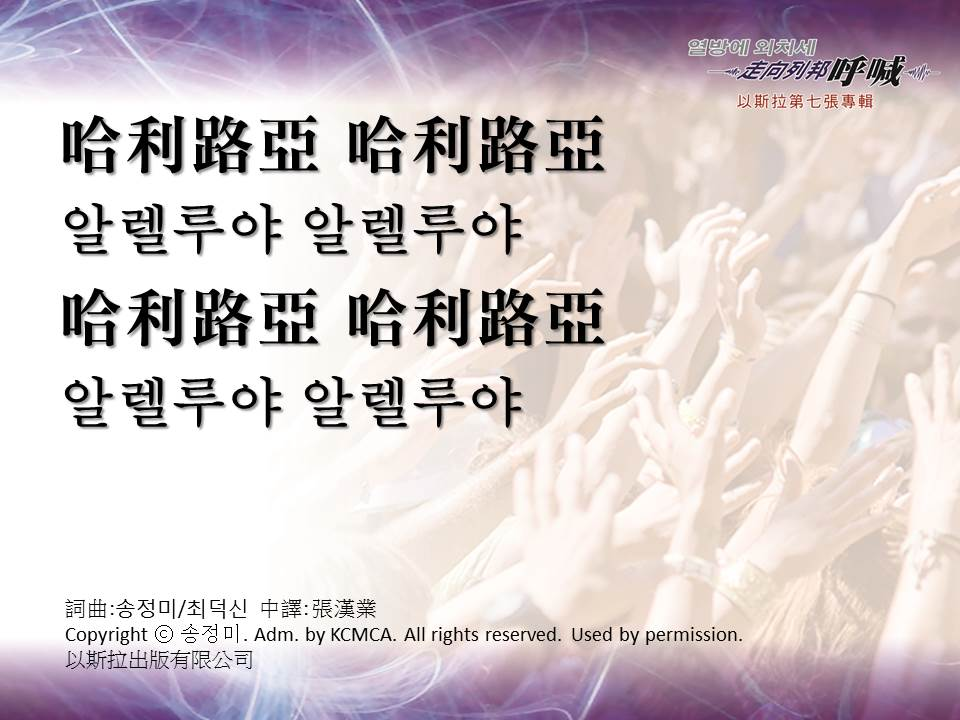 열방에 외치세
走向列邦 呼喊
以斯拉第七張專輯
哈利路亞 哈利路亞
알렐루야 알렐루야
哈利路亞 哈利路亞
알렐루야 알렐루야
詞曲:송정미/최덕신 中譯:張漢業
Copyright ⓒ 송정미. Adm. by KCMCA. All rights reserved. Used by permission.
以斯拉出版有限公司